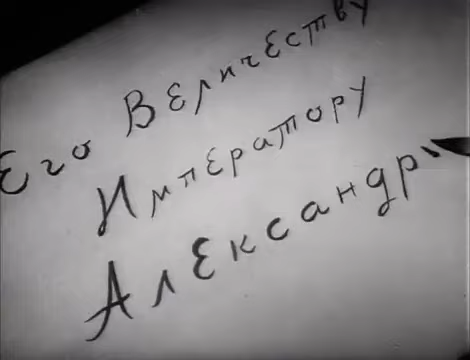 Его Величеству
Императору
Александр